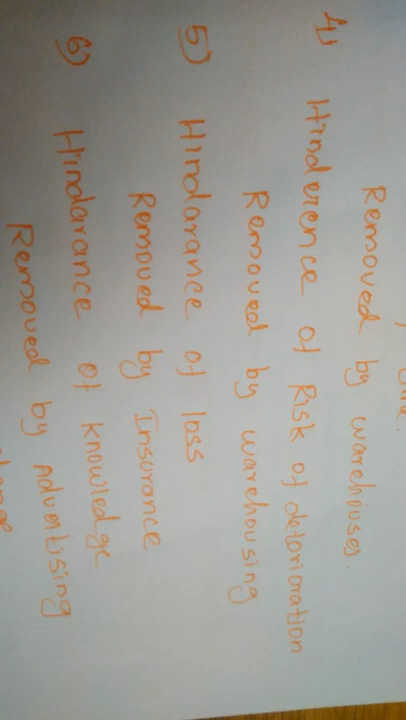 Removed by warehouses.
4) Hinderence of Risk of detorioration
Removed by warehousing
5) Hindarance of loss
Removed by Insurance
6) Hindarance of knowledge
Removed by Advertising